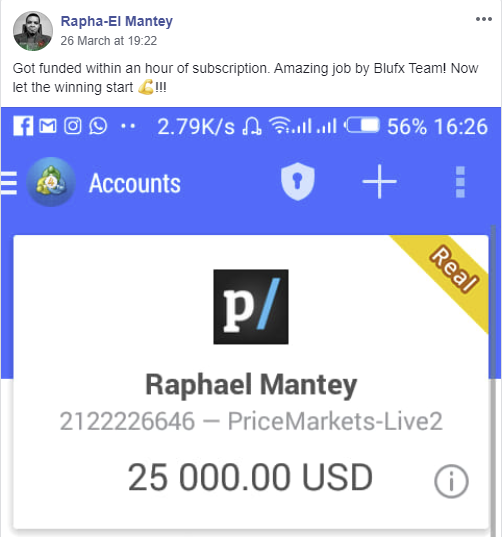 Rapha-El Mantey
26 March at 19:22
Got funded within an hour of subscription. Amazing job by Blufx Team! Now
let the winning start 💪!!!
2.79K/s 56% 16:26
Accounts
Real
p/
Raphael Mantey
2122226646 — PriceMarkets-Live2
25 000.00 USD